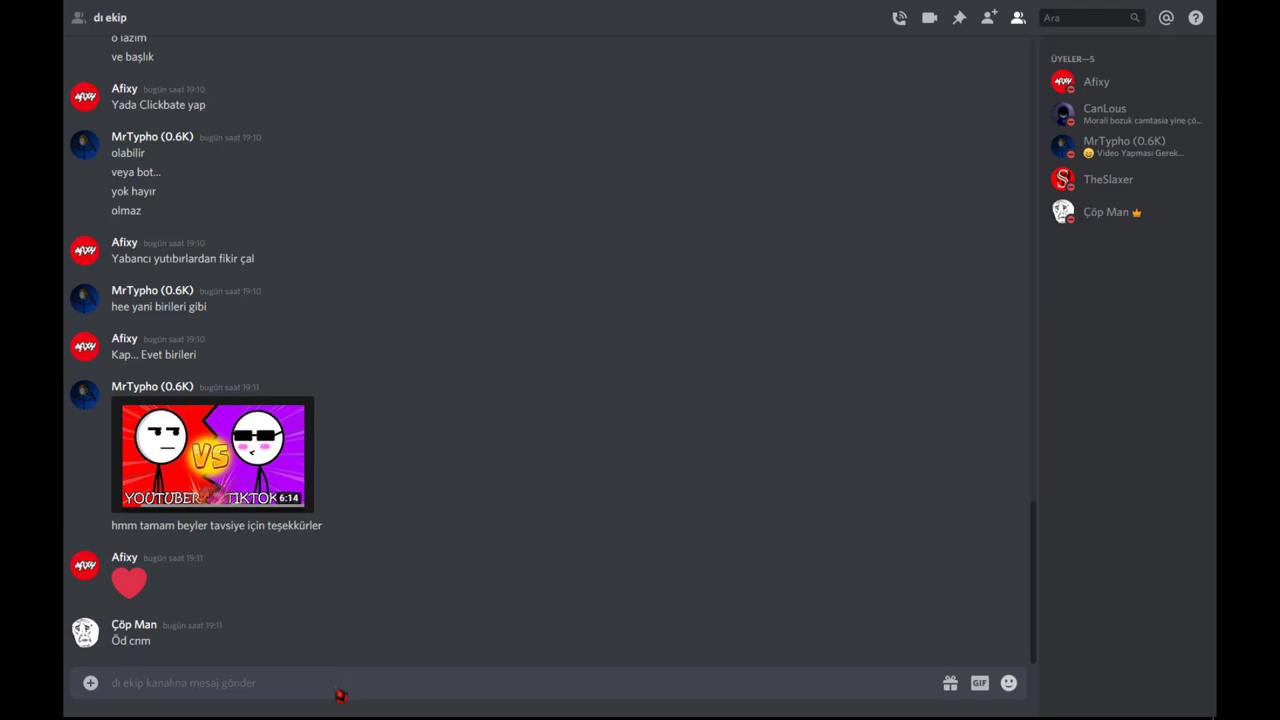 dı ekip
Ara
o lazım
ve başlık
Afixy bugün saat 19:10
Yada Clickbate yap
MrTypho (0.6K) bugün saat 19:10
olabilir
veya bot...
yok hayır
olmaz
Afixy bugün saat 19:10
Yabancı yutıbırlardan fikir çal
MrTypho (0.6K) bugün saat 19:10
hee yani birileri gibi
Afixy bugün saat 19:10
Kap... Evet birileri
MrTypho (0.6K) bugün saat 19:11
VS
YOUTUBER TIKTOK 6:14
hmm tamam beyler tavsiye için teşekkürler
Afixy bugün saat 19:11
Çöp Man bugün saat 19:11
Öd cnm
dı ekip kanalına mesaj gönder
GIF
ÜYELER—5
Afixy
CanLous
Morali bozuk camtasia yine çö...
MrTypho (0.6K)
Video Yapması Gerek...
TheSlaxer
Çöp Man